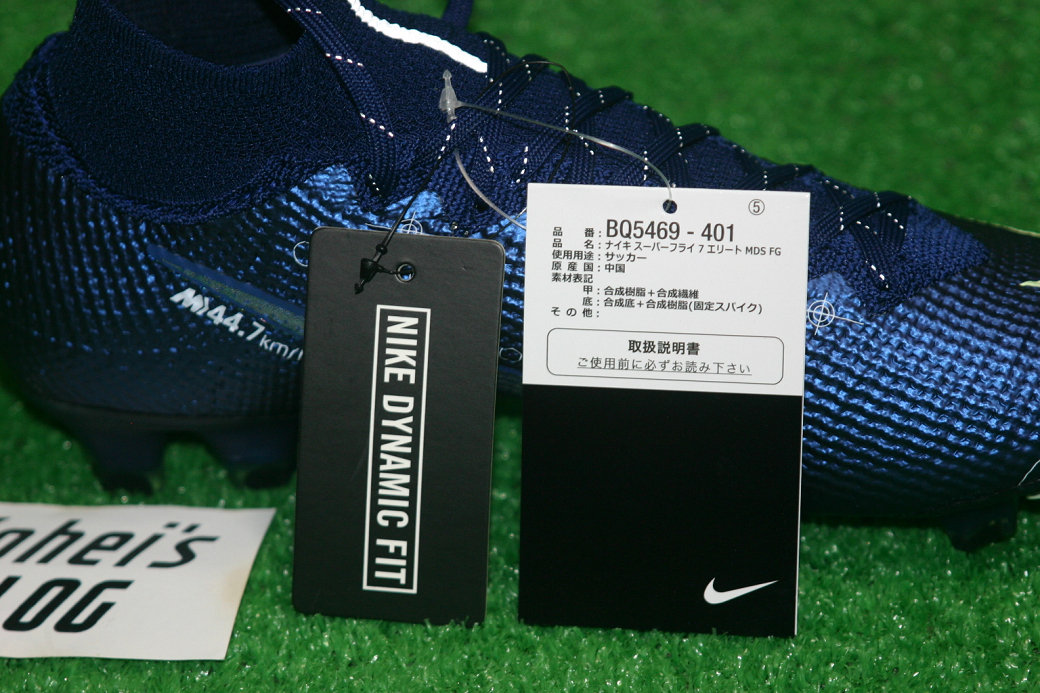 ⑤
品 番：BQ5469 - 401
品 名：ナイキ スーパーフライ 7 エリート MDS FG
使用用途：サッカー
原 産 国：中国
素材表記
甲：合成樹脂＋合成繊維
底：合成底＋合成樹脂(固定スパイク)
そ の 他：
取扱説明書
ご使用前に必ずお読み下さい
NIKE DYNAMIC FIT
44.7km/